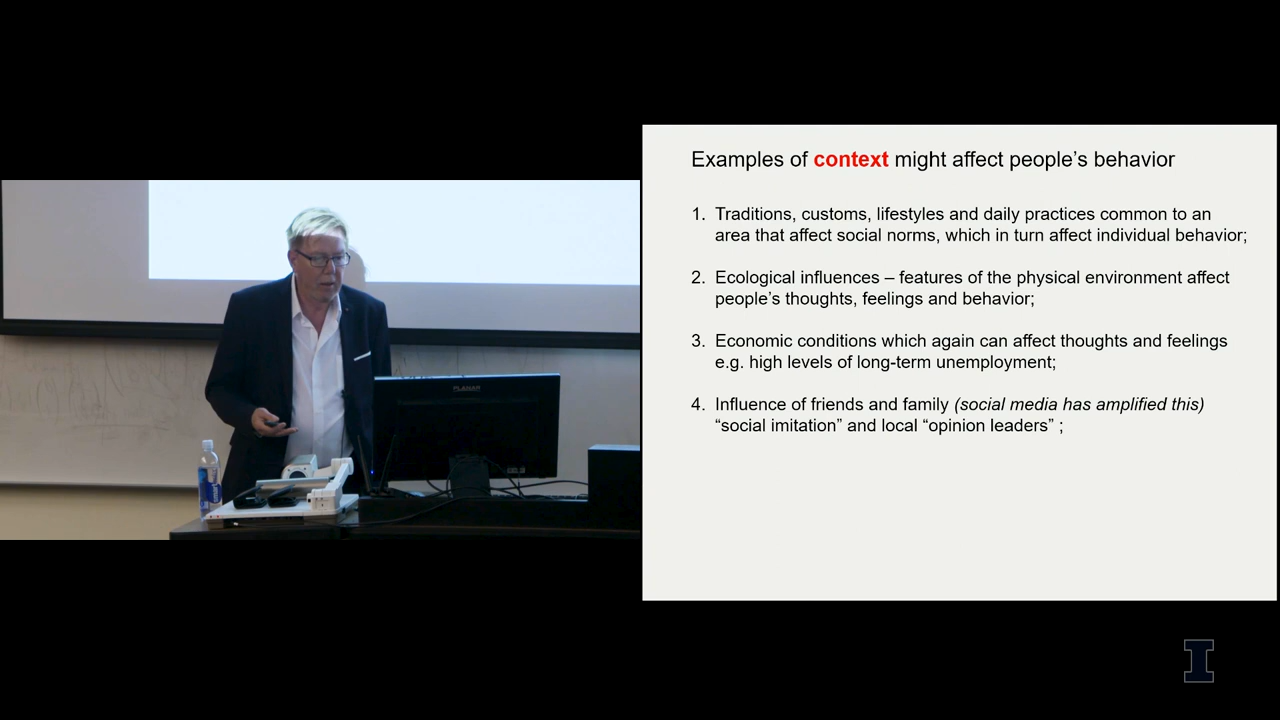 Examples of context might affect people's behavior
1. Traditions, customs, lifestyles and daily practices common to an
area that affect social norms, which in turn affect individual behavior;
2. Ecological influences – features of the physical environment affect
people's thoughts, feelings and behavior;
3. Economic conditions which again can affect thoughts and feelings
e.g. high levels of long-term unemployment;
4. Influence of friends and family (social media has amplified this)
“social imitation” and local “opinion leaders” ;
PLANAR
I